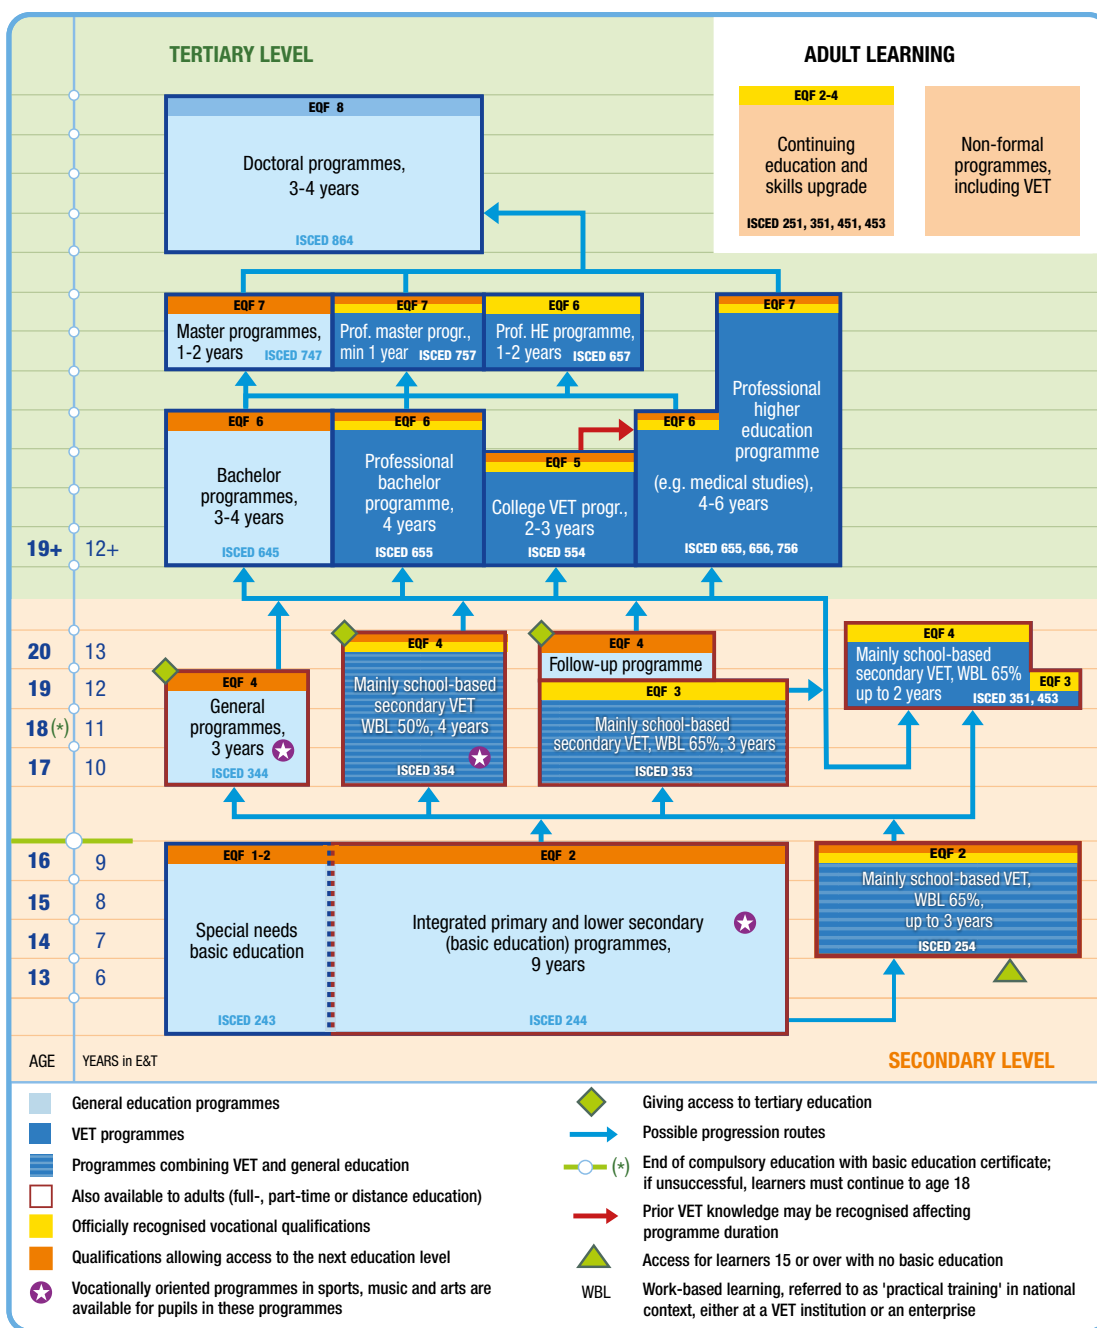 TERTIARY LEVEL
ADULT LEARNING
EQF 2-4
Continuing
education and
skills upgrade
ISCED 251, 351, 451, 453
Non-formal
programmes,
including VET
EQF 8
Doctoral programmes,
3-4 years
ISCED 864
EQF 7
Master programmes,
1-2 years ISCED 747
EQF 7
Prof. master progr.,
min 1 year ISCED 757
EQF 6
Prof. HE programme,
1-2 years ISCED 657
EQF 7
Professional
higher
education
programme
EQF 6
(e.g. medical studies),
4-6 years
ISCED 655, 656, 756
EQF 6
Bachelor
programmes,
3-4 years
ISCED 645
EQF 6
Professional
bachelor
programme,
4 years
ISCED 655
EQF 5
College VET progr.,
2-3 years
ISCED 554
19+ 12+
20 13
19 12
18 (*) 11
17 10
EQF 4
General
programmes,
3 years
ISCED 344
EQF 4
Mainly school-based
secondary VET
WBL 50%, 4 years
ISCED 354
EQF 4
Follow-up programme
EQF 3
Mainly school-based
secondary VET, WBL 65%, 3 years
ISCED 353
EQF 4
Mainly school-based
secondary VET, WBL 65%
up to 2 years
EQF 3
ISCED 351, 453
16 9
15 8
14 7
13 6
EQF 1-2
Special needs
basic education
ISCED 243
EQF 2
Integrated primary and lower secondary
(basic education) programmes,
9 years
ISCED 244
EQF 2
Mainly school-based VET,
WBL 65%,
up to 3 years
ISCED 254
AGE YEARS in E&T
SECONDARY LEVEL
General education programmes
VET programmes
Programmes combining VET and general education
Also available to adults (full-, part-time or distance education)
Officially recognised vocational qualifications
Qualifications allowing access to the next education level
Vocationally oriented programmes in sports, music and arts are
available for pupils in these programmes
Giving access to tertiary education
Possible progression routes
(*) End of compulsory education with basic education certificate;
if unsuccessful, learners must continue to age 18
Prior VET knowledge may be recognised affecting
programme duration
Access for learners 15 or over with no basic education
WBL Work-based learning, referred to as 'practical training' in national
context, either at a VET institution or an enterprise